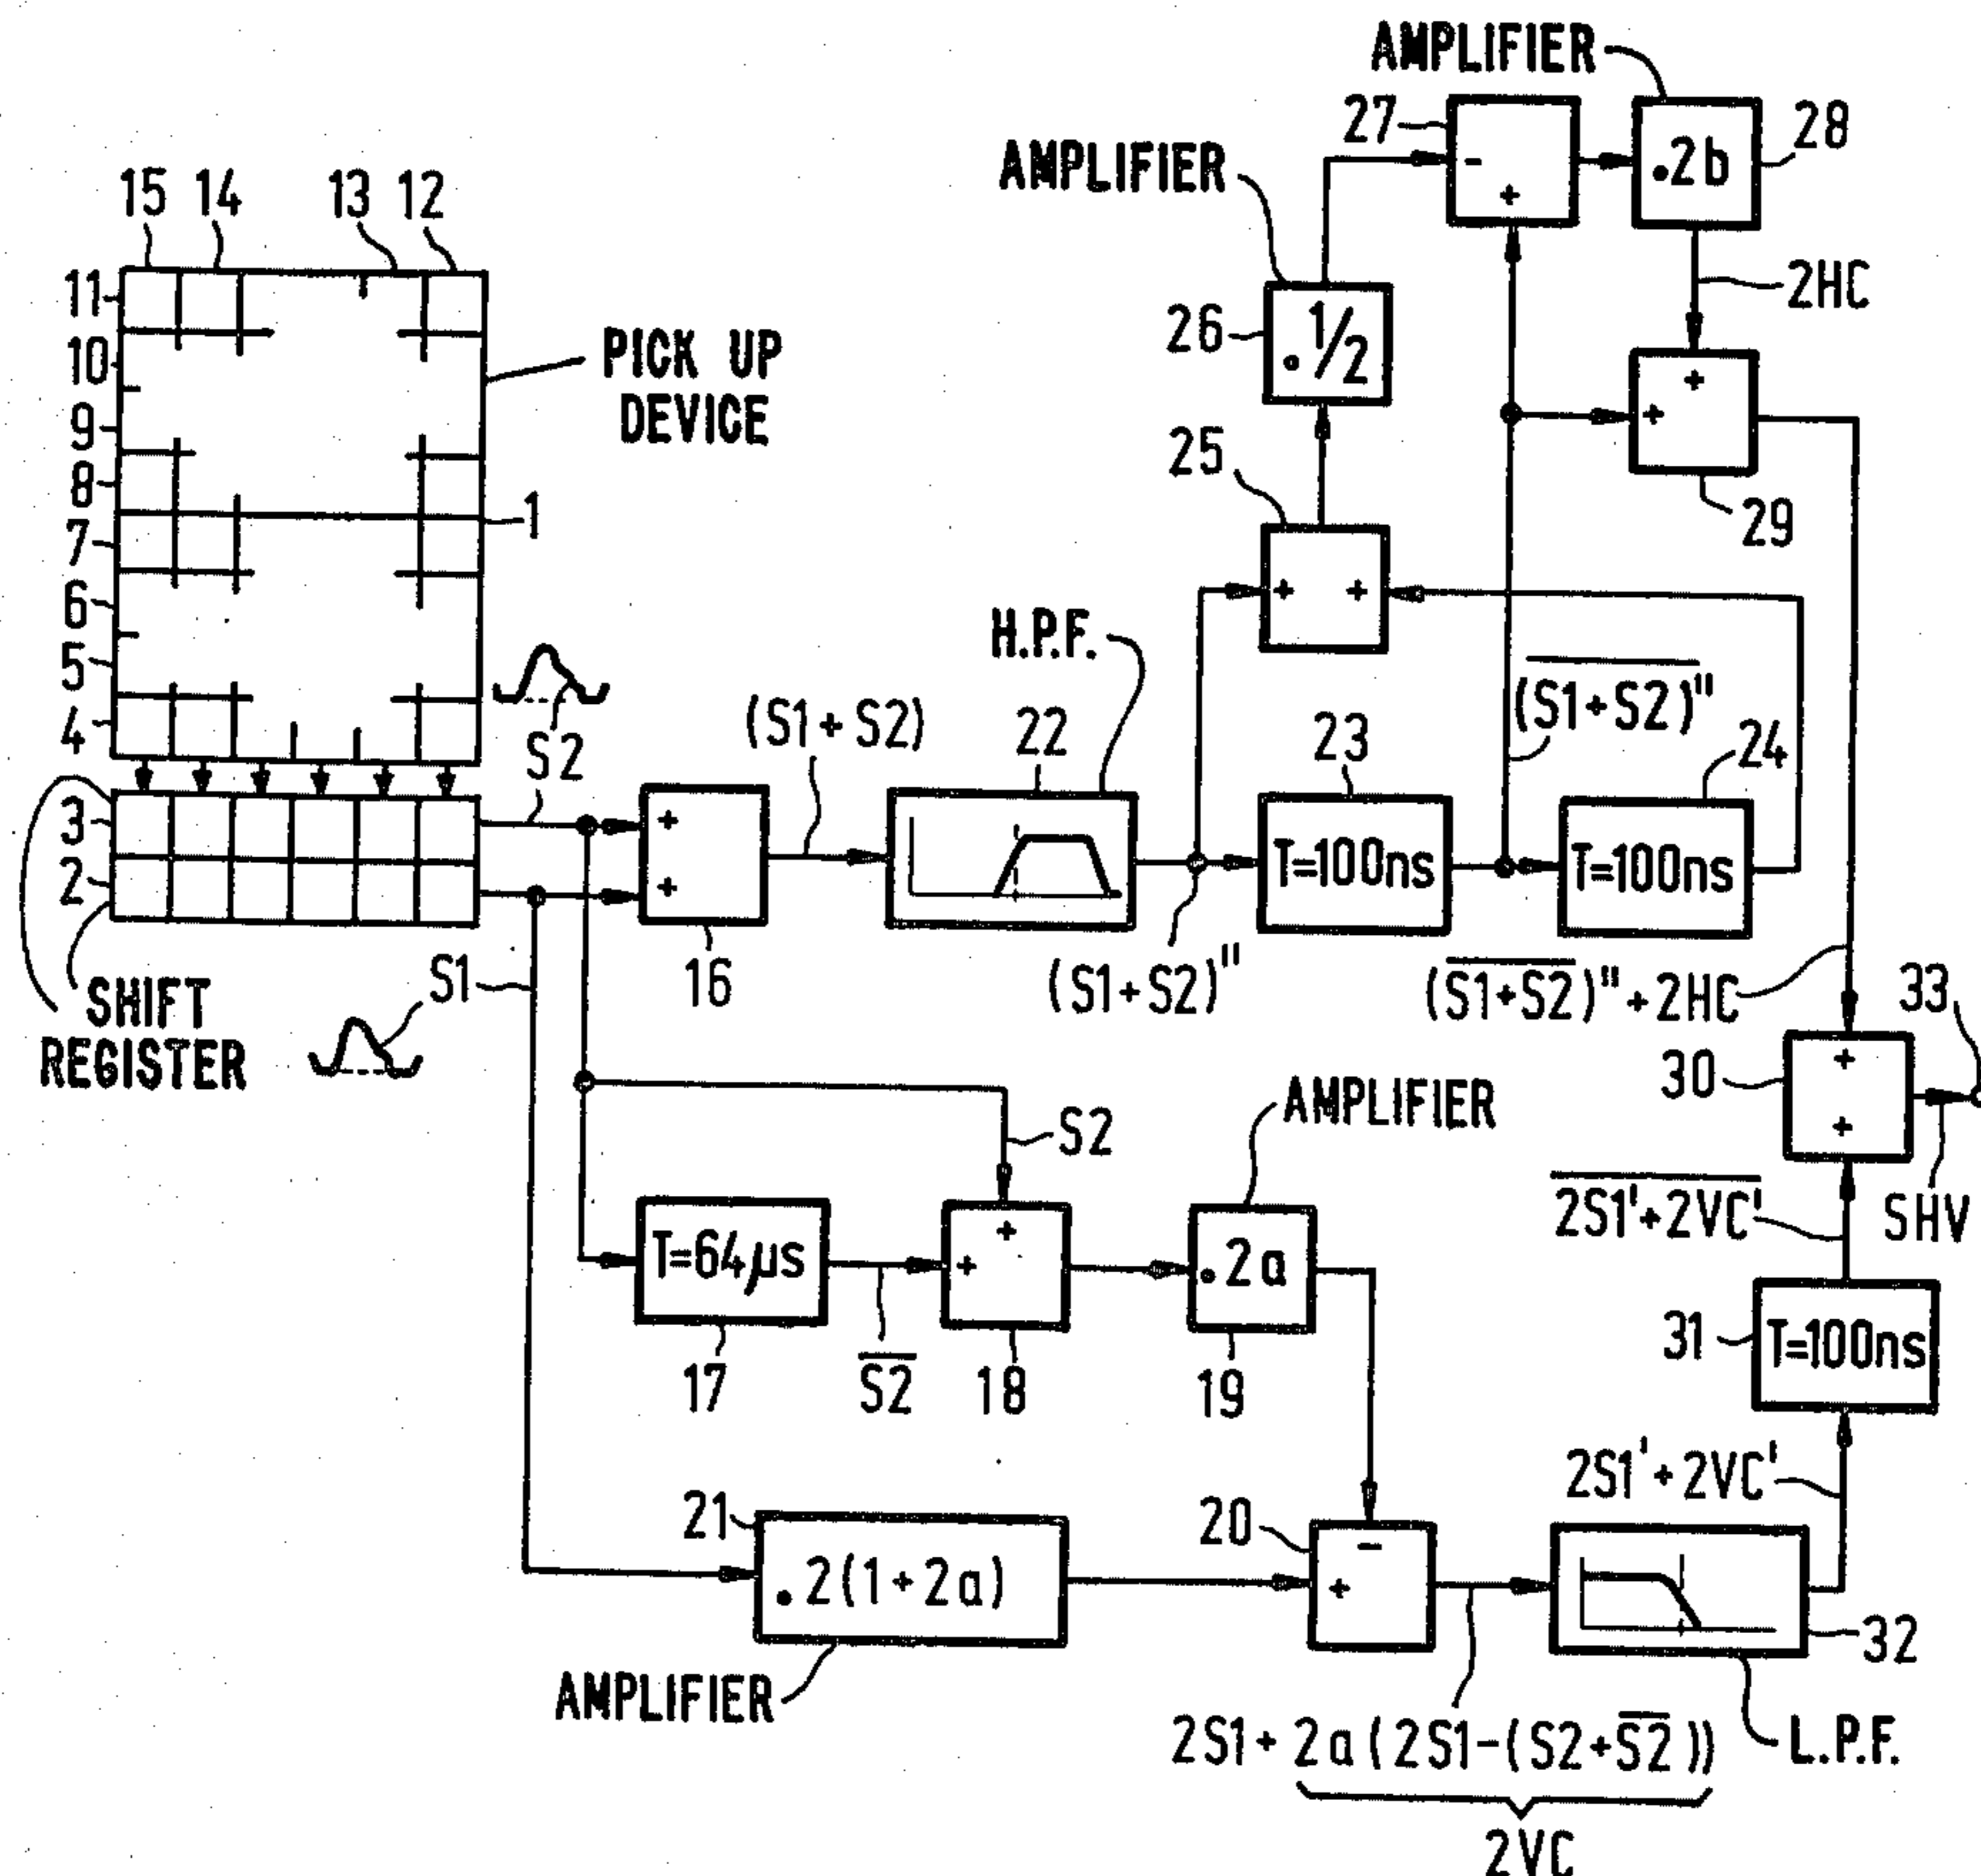 AMPLIFIER
27
.2b
28
-
+
2HC
AMPLIFIER
15 14 13 12
11
10
9
8
7
6
5
4
PICK UP
DEVICE
1
26
. 1/2
+
+
29
25
+ +
H.P.F.
(S1+S2)"
S2
(S1+S2)
22
23
24
3
2
+
+
16
T=100ns
T=100ns
(S1+S2)"
(S1+S2)"+2HC
33
S1
SHIFT
REGISTER
30
+
+
SHV
S2
AMPLIFIER
2S1'+2VC'
T=64µs
17
S2
+
+
18
.2a
19
31
T=100ns
2S1'+2VC'
21
.2(1+2a)
AMPLIFIER
20
-
+
32
2S1+2a(2S1-(S2+S2))
L.P.F.
2VC